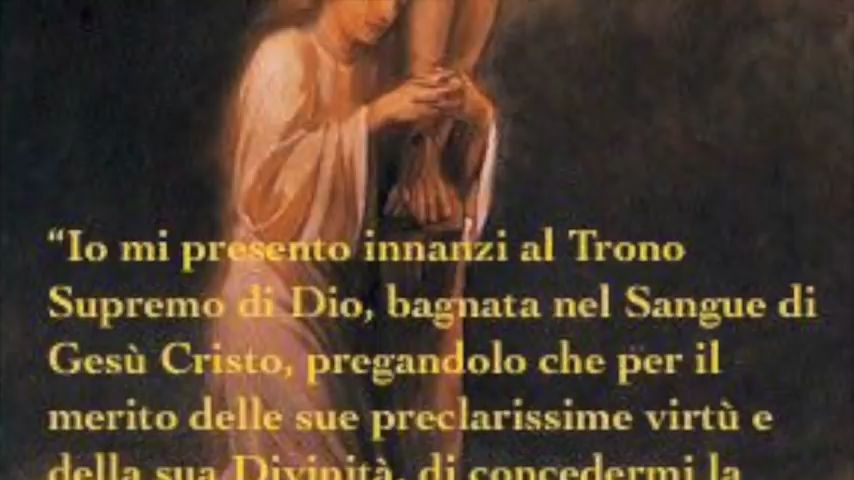 “Io mi presento innanzi al Trono
Supremo di Dio, bagnata nel Sangue di
Gesù Cristo, pregandolo che per il
merito delle sue preclarissime virtù e
della sua Divinità, di concedermi la